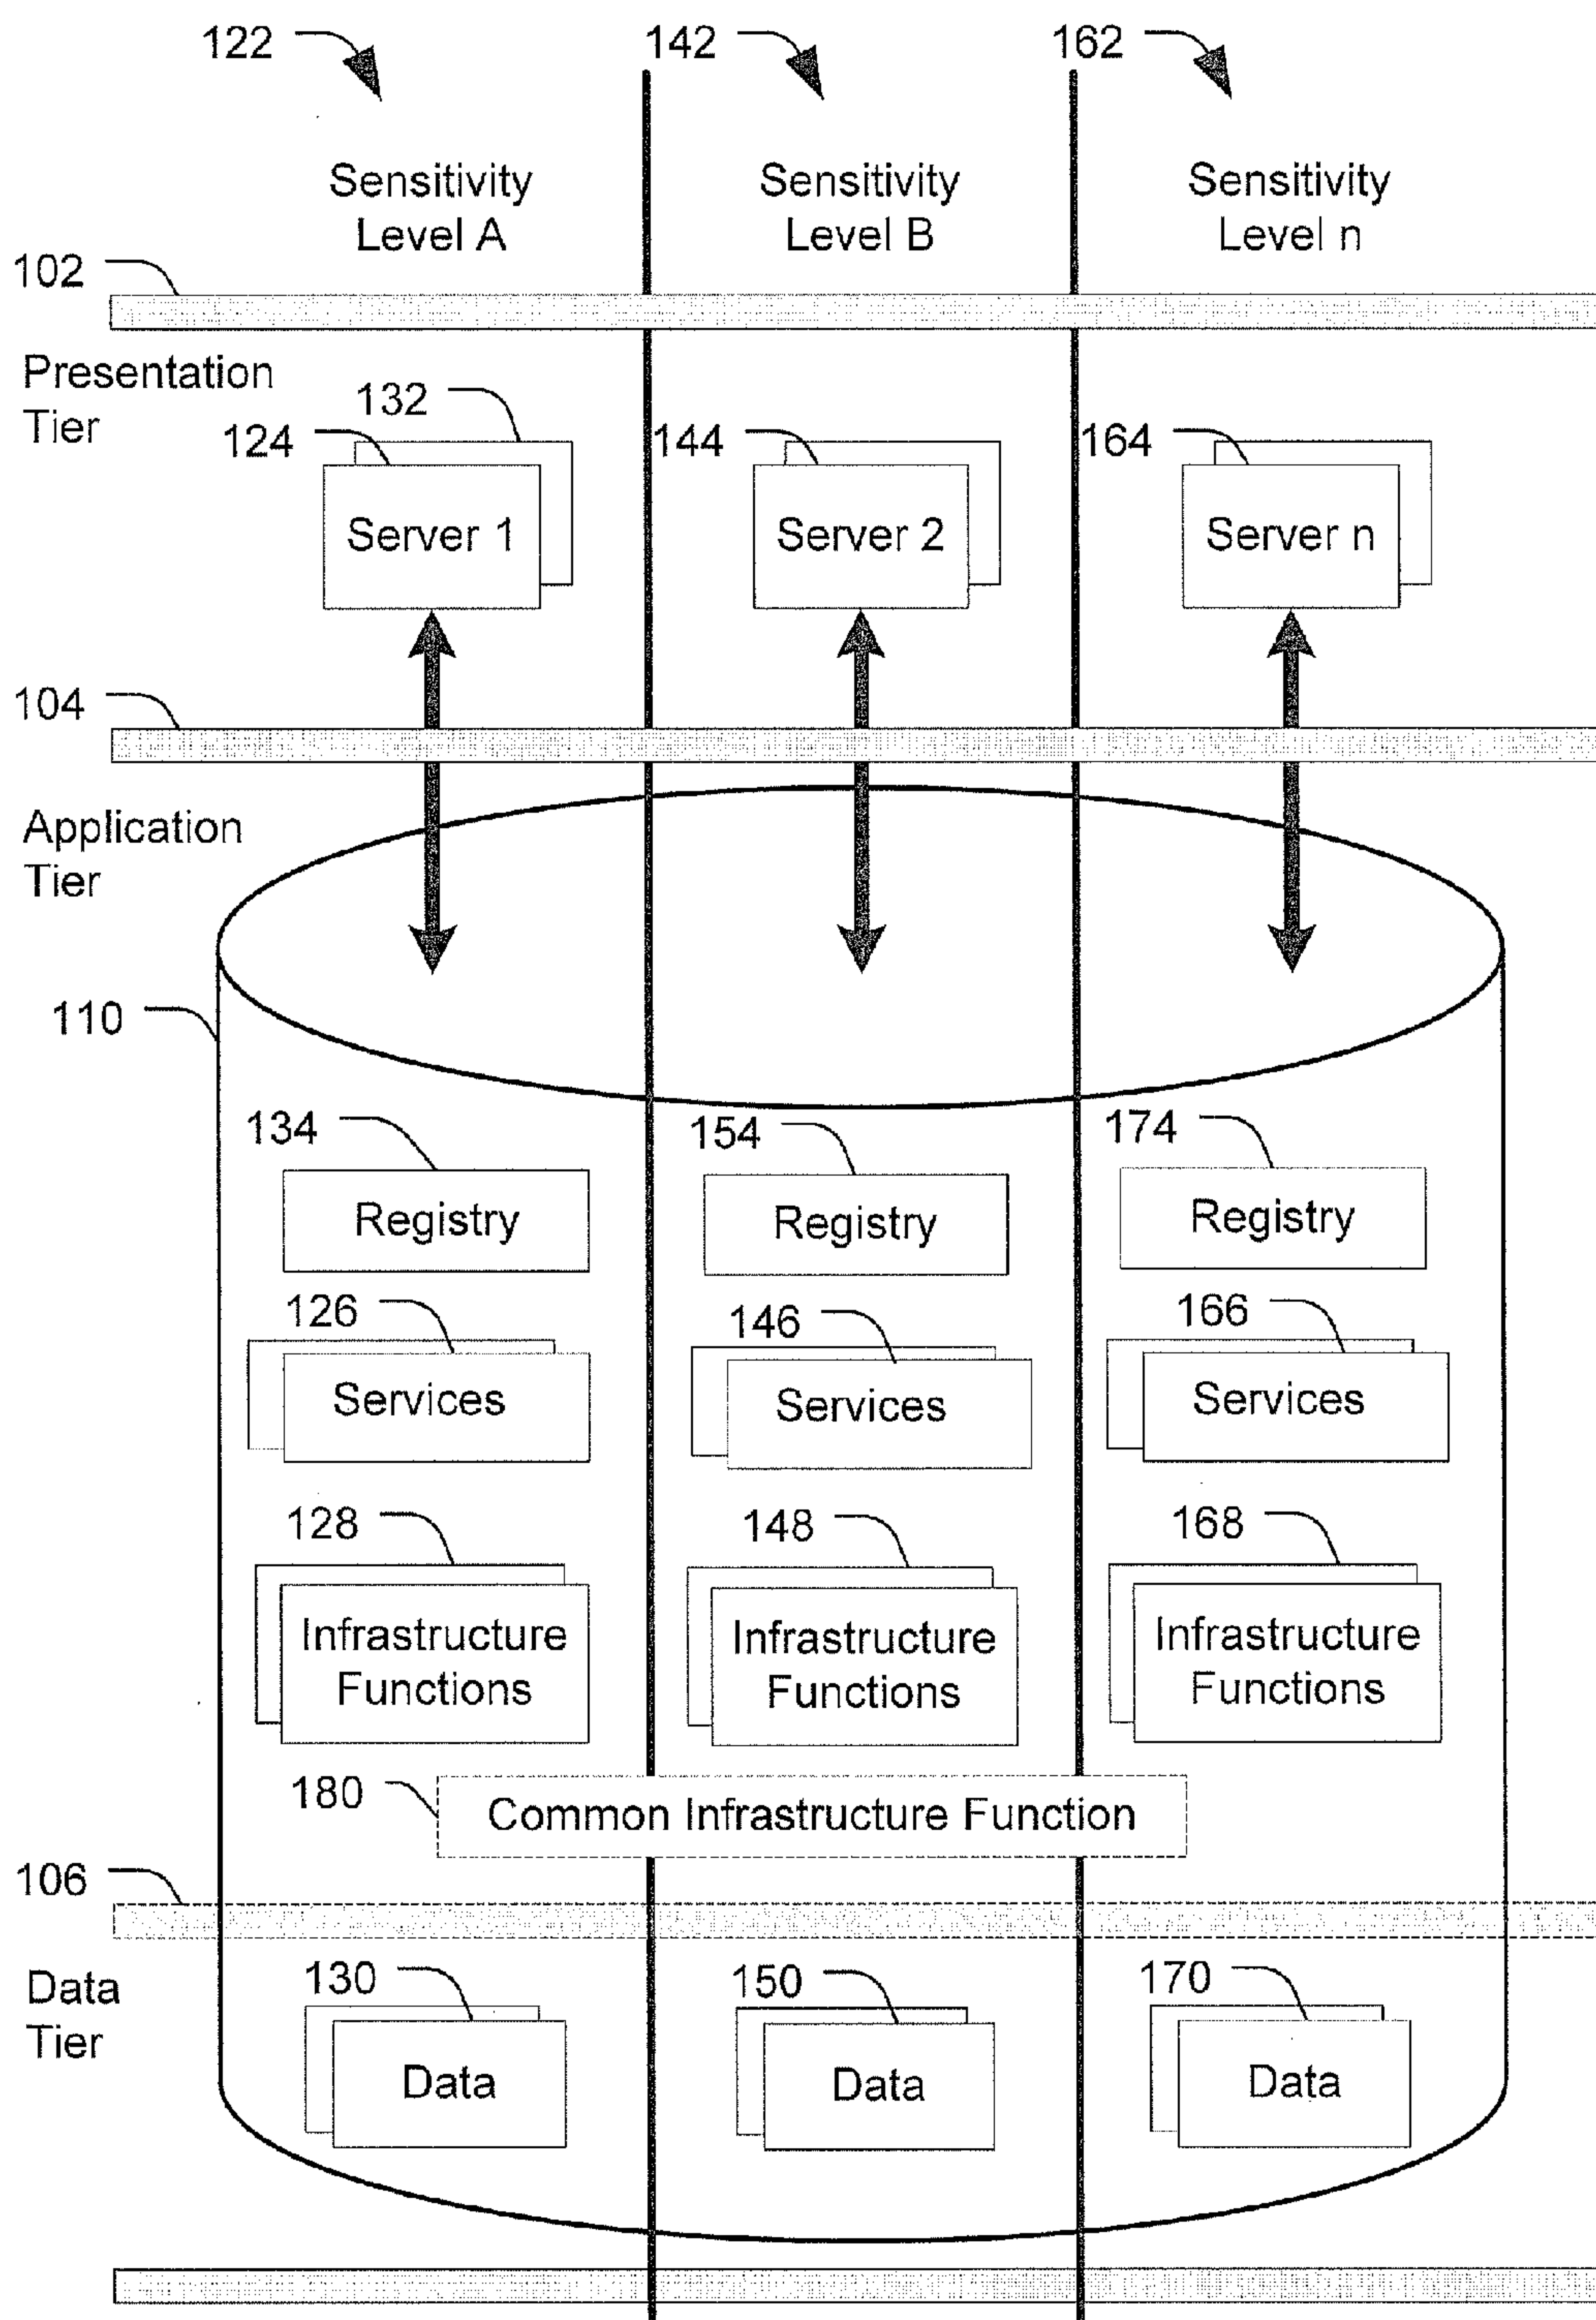 122
142
162
Sensitivity
Level A
Sensitivity
Level B
Sensitivity
Level n
102
Presentation
Tier
132
124
144
164
Server 1
Server 2
Server n
104
Application
Tier
110
134
154
174
Registry
Registry
Registry
126
146
166
Services
Services
Services
128
148
168
Infrastructure
Functions
Infrastructure
Functions
Infrastructure
Functions
180
Common Infrastructure Function
106
Data
Tier
130
150
170
Data
Data
Data